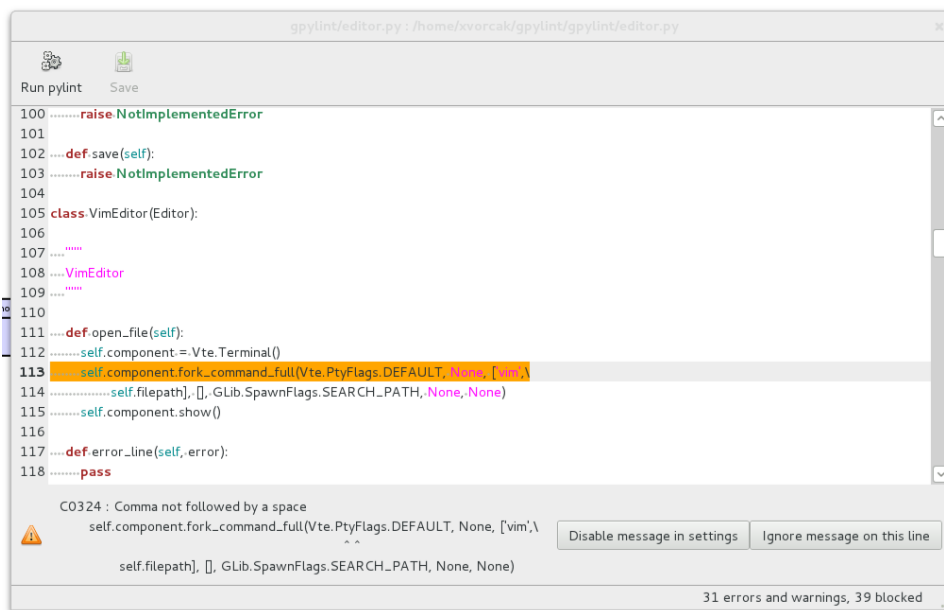 gpylint/editor.py : /home/xvorcak/gpylint/gpylint/editor.py
Run pylint Save
100 ........raise·NotImplementedError
101
102 ....def·save(self):
103 ........raise·NotImplementedError
104
105 class·VimEditor(Editor):
106
107 ...."""
108 ....VimEditor
109 ...."""
110
111 ....def·open_file(self):
112 ........self.component·=·Vte.Terminal()
113 ........self.component.fork_command_full(Vte.PtyFlags.DEFAULT, None, ['vim',\
114 ................self.filepath],·[],·GLib.SpawnFlags.SEARCH_PATH,·None,·None)
115 ........self.component.show()
116
117 ....def·error_line(self,·error):
118 ........pass
C0324 : Comma not followed by a space
self.component.fork_command_full(Vte.PtyFlags.DEFAULT, None, ['vim',\
^ ^
self.filepath], [], GLib.SpawnFlags.SEARCH_PATH, None, None)
Disable message in settings Ignore message on this line
31 errors and warnings, 39 blocked